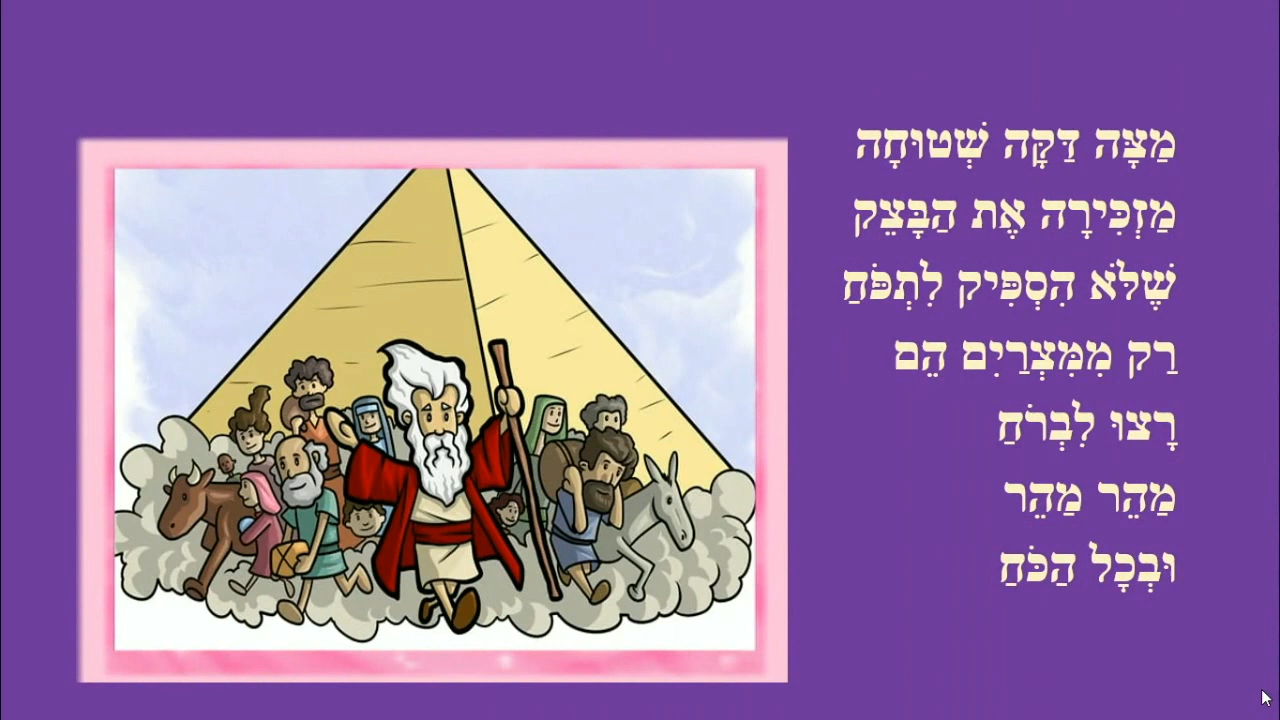 מַצָּה דַּקָּה שְׁטוּחָה
מַזְכִּירָה אֶת הַבָּצֵק
שֶׁלֹּא הִסְפִּיק לִתְפֹּחַ
רַק מִמִּצְרַיִם הֵם
רָצוּ לִבְרֹחַ
מַהֵר מַהֵר
וּבְכָל הַכֹּחַ